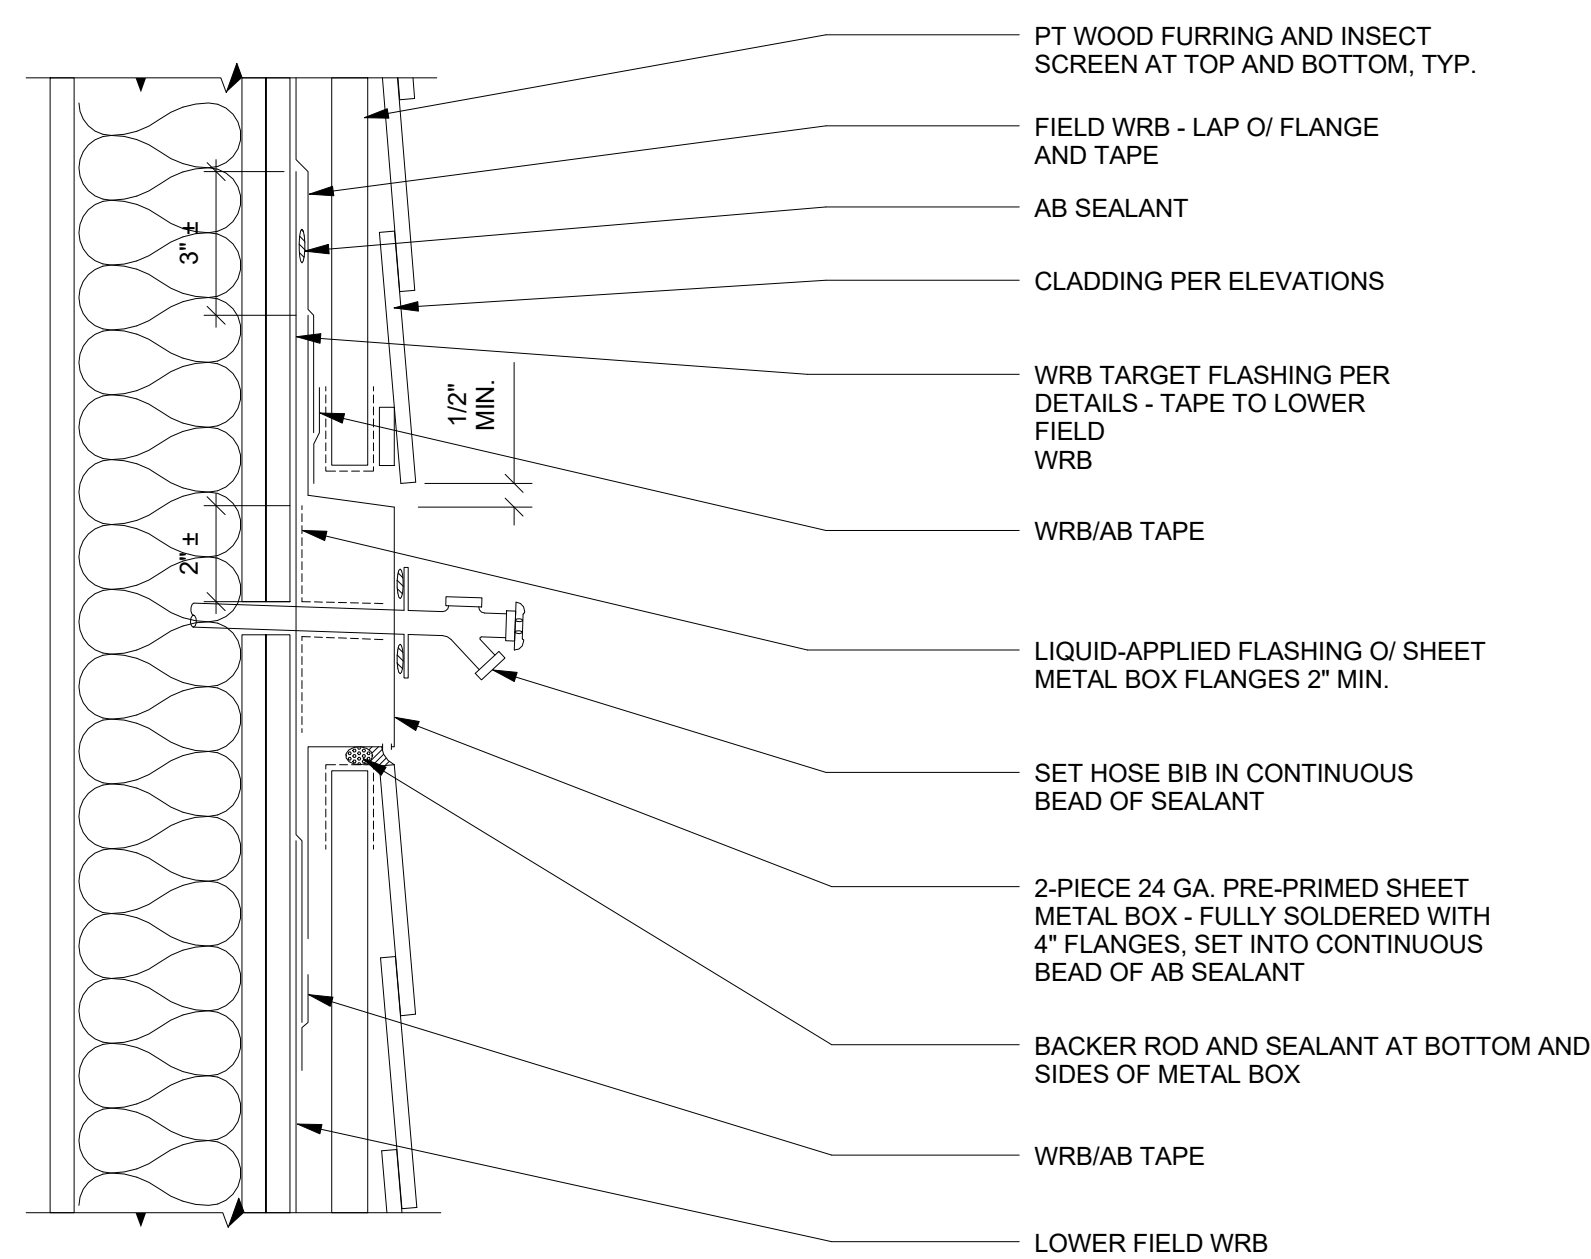 PT WOOD FURRING AND INSECT
SCREEN AT TOP AND BOTTOM, TYP.
FIELD WRB - LAP O/ FLANGE
AND TAPE
AB SEALANT
3" ±
CLADDING PER ELEVATIONS
WRB TARGET FLASHING PER
DETAILS - TAPE TO LOWER
FIELD
WRB
1/2"
MIN.
WRB/AB TAPE
2" ±
LIQUID-APPLIED FLASHING O/ SHEET
METAL BOX FLANGES 2" MIN.
SET HOSE BIB IN CONTINUOUS
BEAD OF SEALANT
2-PIECE 24 GA. PRE-PRIMED SHEET
METAL BOX - FULLY SOLDERED WITH
4" FLANGES, SET INTO CONTINUOUS
BEAD OF AB SEALANT
BACKER ROD AND SEALANT AT BOTTOM AND
SIDES OF METAL BOX
WRB/AB TAPE
LOWER FIELD WRB